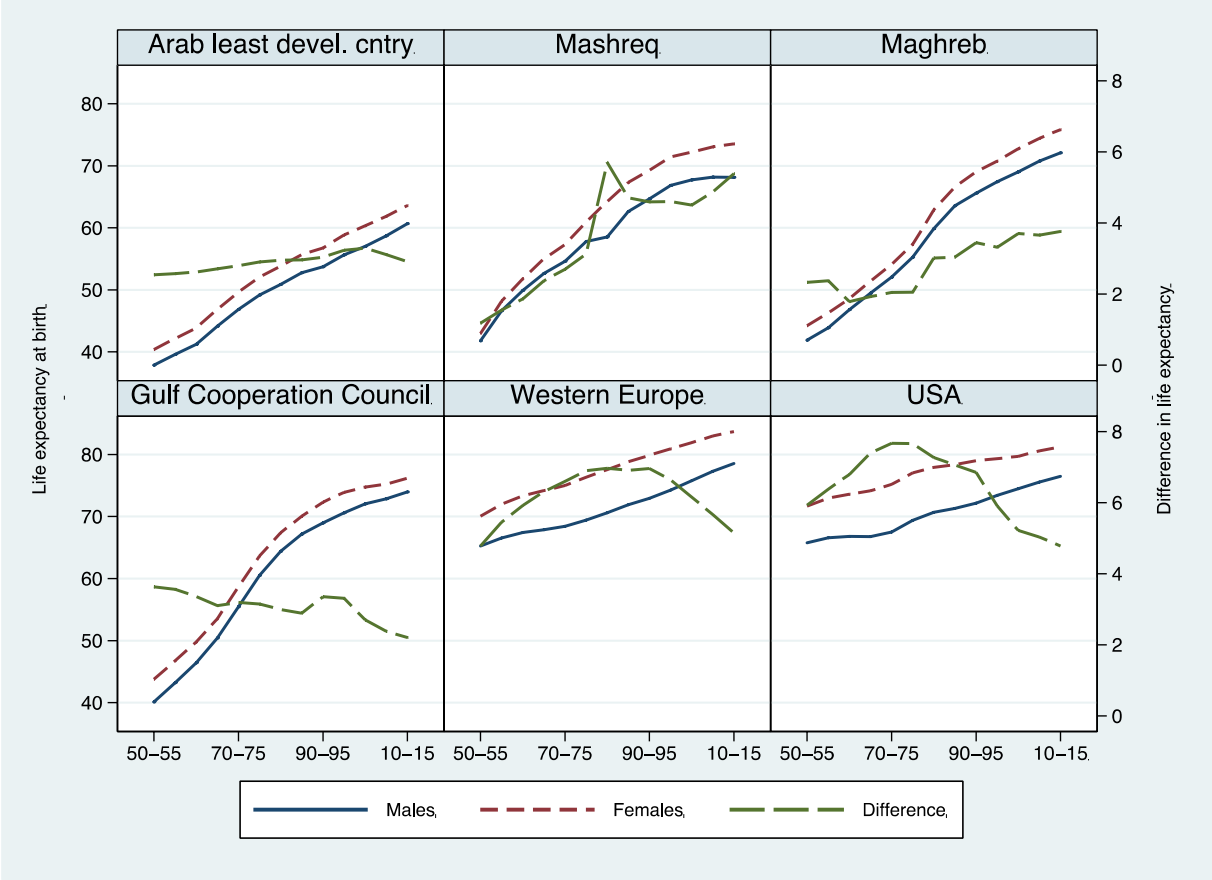 Arab least devel. cntry.
Mashreq.
Maghreb.
80
70
60
50
40
8
6
4
2
0
Life expectancy at birth.
Difference in life expectancy.
Gulf Cooperation Council.
Western Europe.
USA.
80
70
60
50
40
8
6
4
2
0
50–55 70–75 90–95 10–15
50–55 70–75 90–95 10–15
50–55 70–75 90–95 10–15.
Males, Females, Difference,